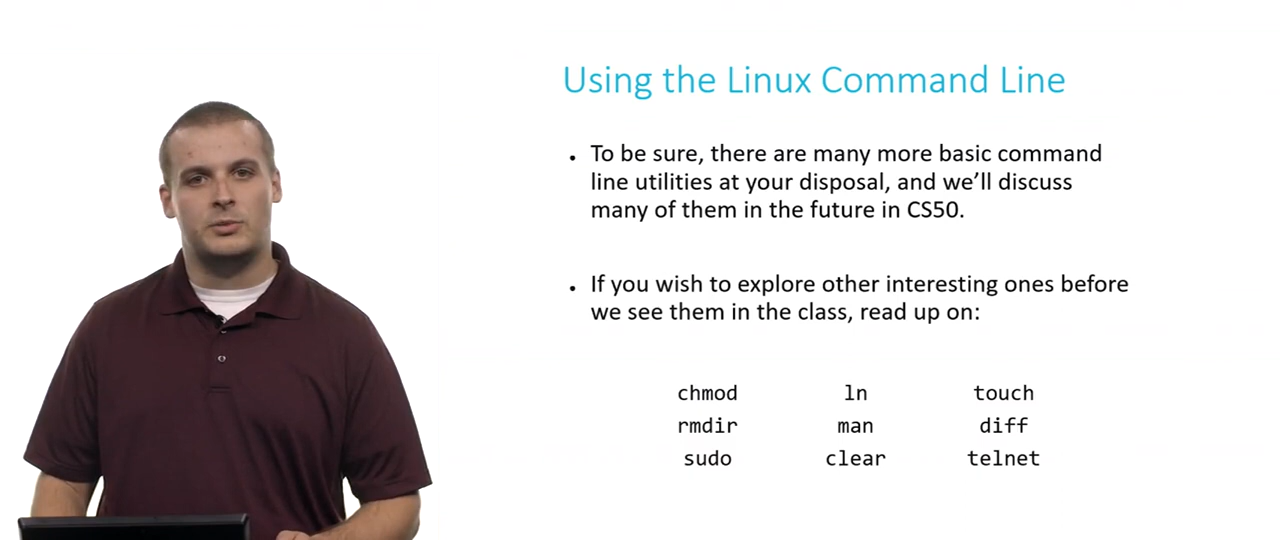 Using the Linux Command Line
• To be sure, there are many more basic command
line utilities at your disposal, and we’ll discuss
many of them in the future in CS50.
• If you wish to explore other interesting ones before
we see them in the class, read up on:
chmod ln touch
rmdir man diff
sudo clear telnet